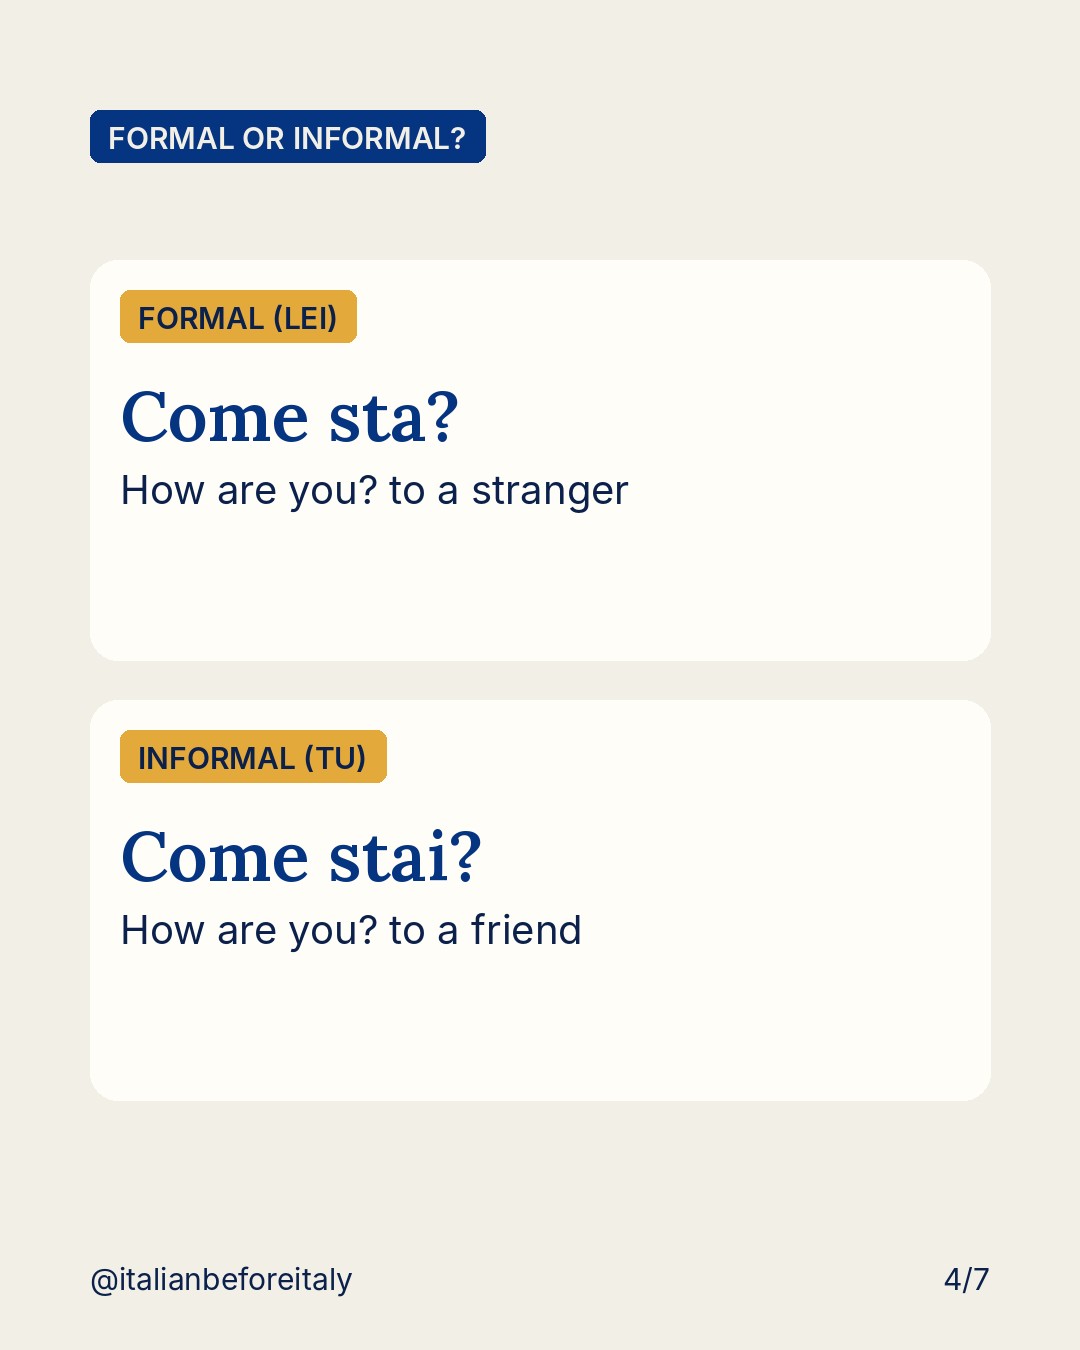 FORMAL OR INFORMAL?
FORMAL (LEI)
Come sta?
How are you? to a stranger
INFORMAL (TU)
Come stai?
How are you? to a friend
@italianbeforeitaly
4/7